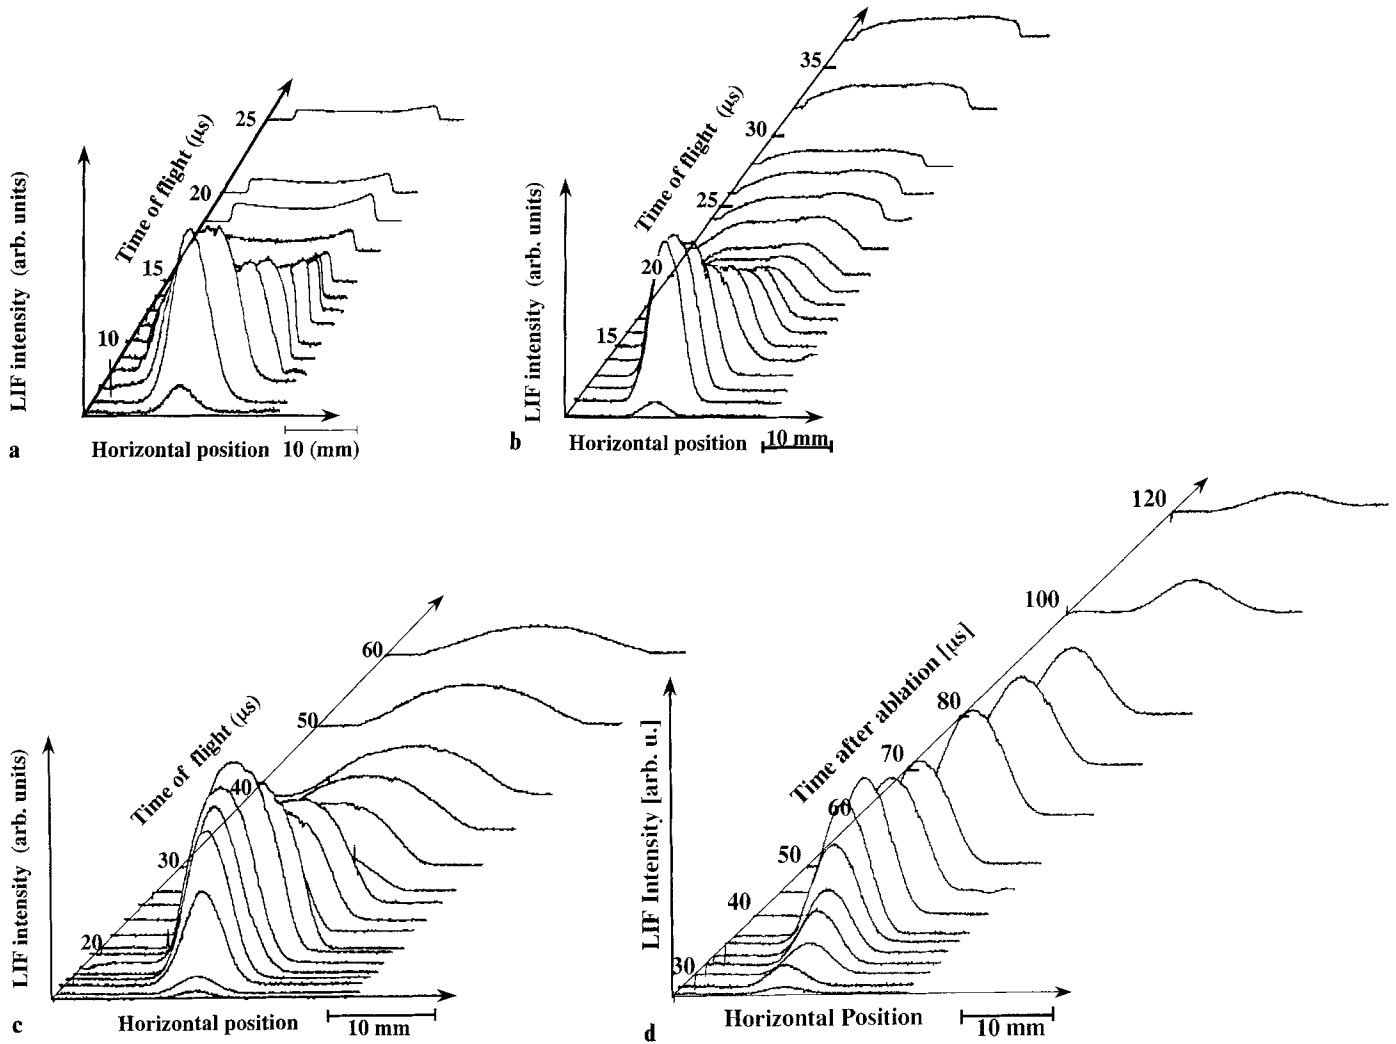 LIF intensity (arb. units)
Time of flight (µs)
25
20
15
10
Horizontal position 10 (mm)
a
LIF intensity (arb. units)
Time of flight (µs)
35
30
25
20
15
Horizontal position 10 mm
b
LIF intensity (arb. units)
Time of flight (µs)
60
50
40
30
20
Horizontal position 10 mm
c
LIF Intensity [arb. u.]
Time after ablation [µs]
120
100
80
70
60
50
40
30
Horizontal Position 10 mm
d